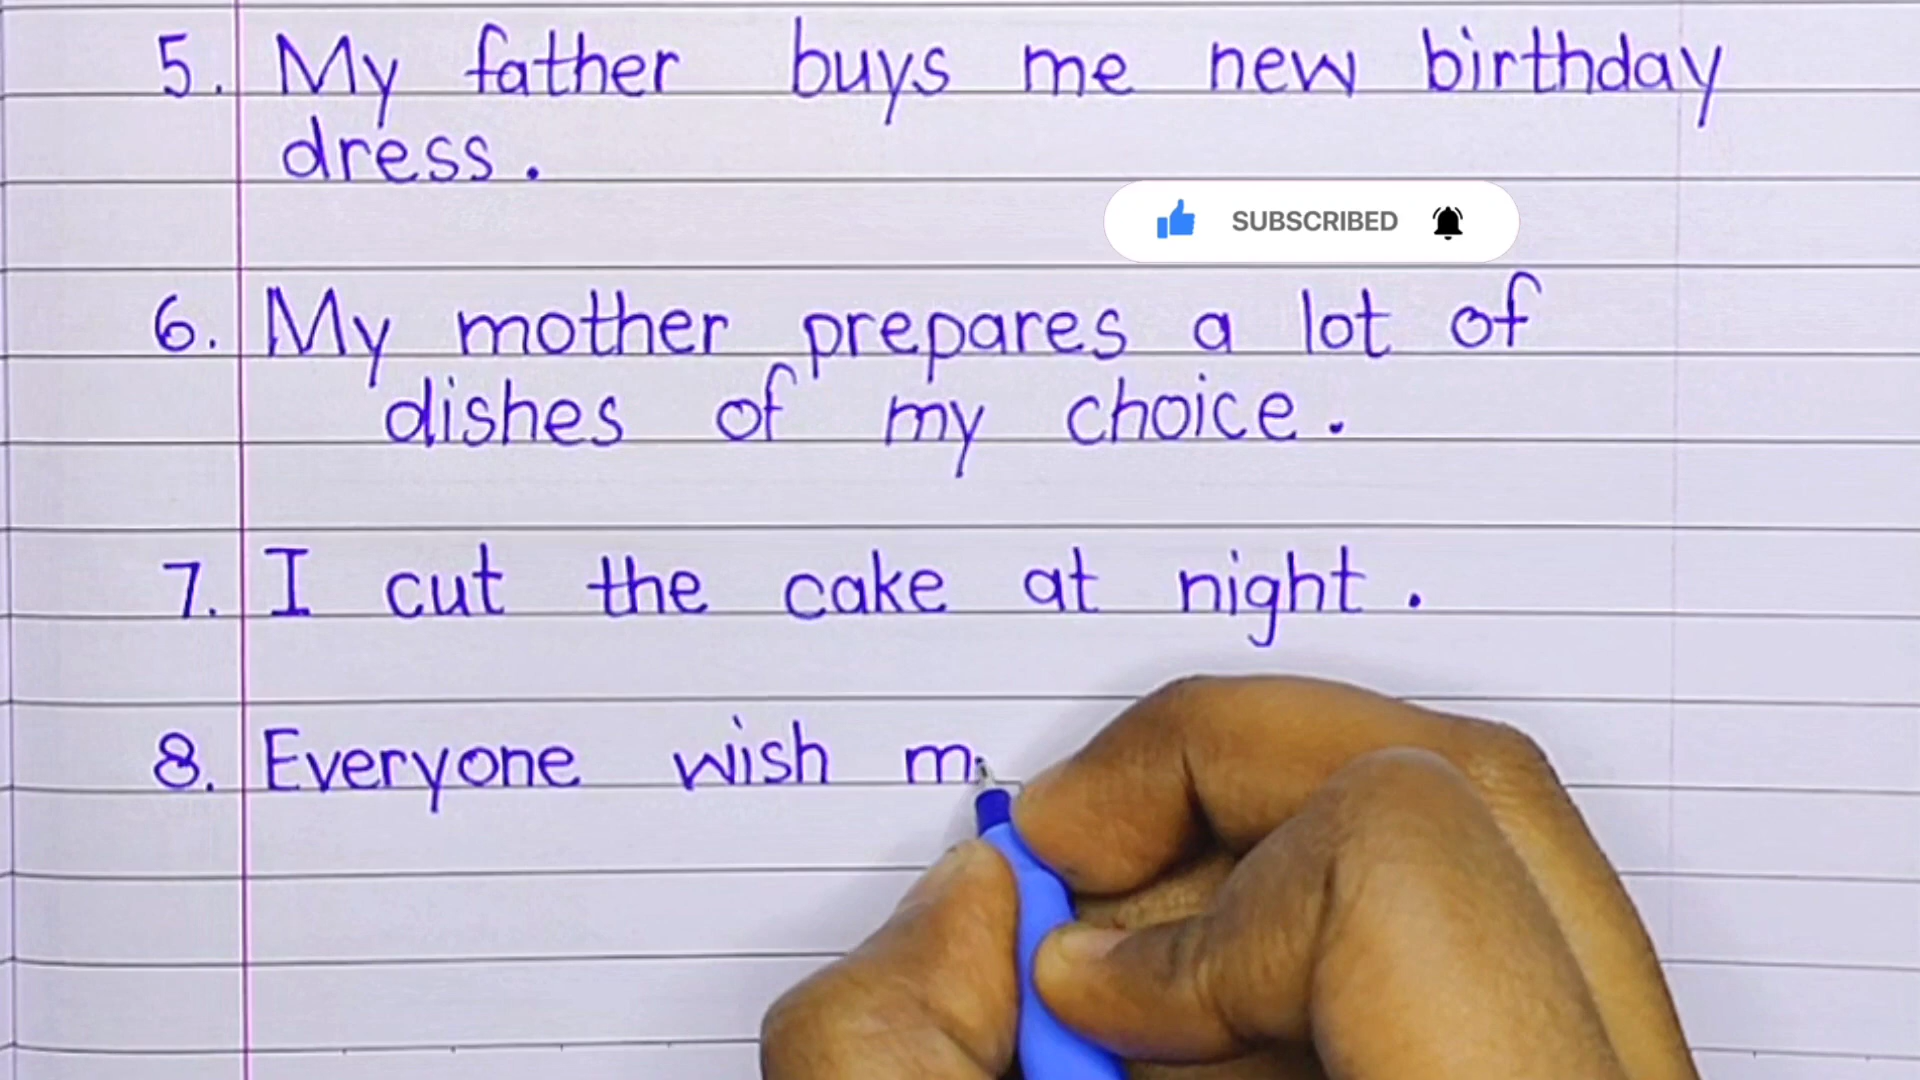 5. My father buys me new birthday
dress.
SUBSCRIBED
6. My mother prepares a lot of
dishes of my choice.
7. I cut the cake at night.
8. Everyone wish m